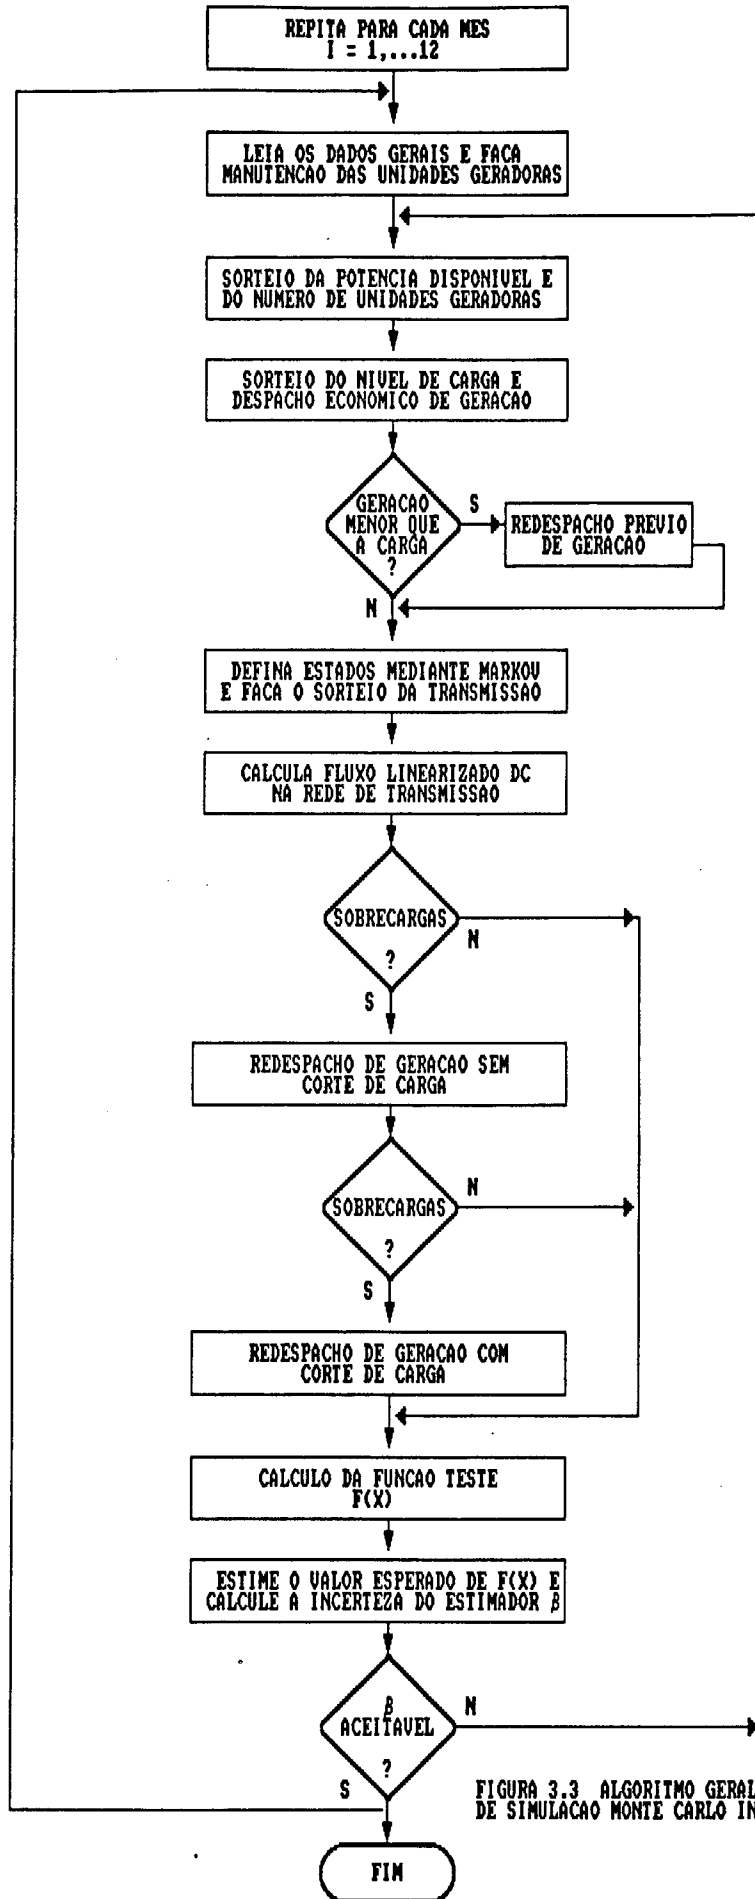 REPITA PARA CADA MES
I = 1,...12
LEIA OS DADOS GERAIS E FACA
MANUTENCAO DAS UNIDADES GERADORAS
SORTEIO DA POTENCIA DISPONIVEL E
DO NUMERO DE UNIDADES GERADORAS
SORTEIO DO NIVEL DE CARGA E
DESPACHO ECONOMICO DE GERACAO
GERACAO
MENOR QUE
A CARGA
?
S
REDESPACHO PREVIO
DE GERACAO
N
DEFINA ESTADOS MEDIANTE MARKOV
E FACA O SORTEIO DA TRANSMISSAO
CALCULA FLUXO LINEARIZADO DC
NA REDE DE TRANSMISSAO
SOBRECARGAS
?
N
S
REDESPACHO DE GERACAO SEM
CORTE DE CARGA
SOBRECARGAS
?
N
S
REDESPACHO DE GERACAO COM
CORTE DE CARGA
CALCULO DA FUNCAO TESTE
F(X)
ESTIME O VALOR ESPERADO DE F(X) E
CALCULE A INCERTEZA DO ESTIMADOR β
β
ACEITAVEL
?
N
S
FIGURA 3.3 ALGORITMO GERAL
DE SIMULACAO MONTE CARLO IN
FIM